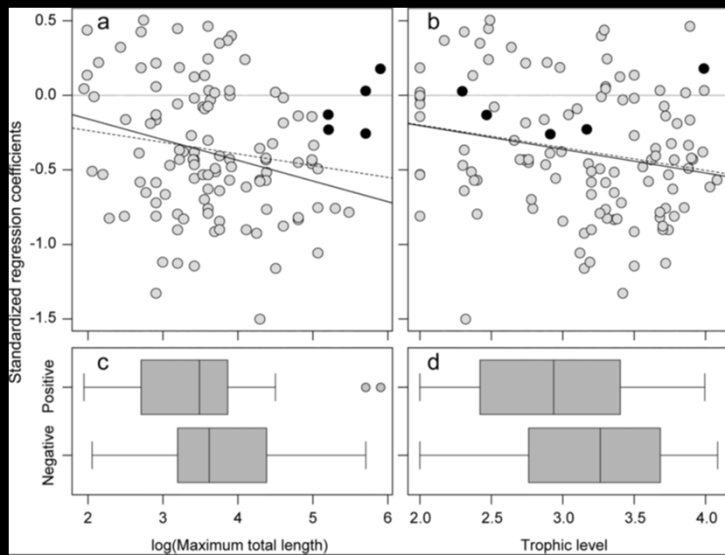 a
b
0.5
0.0
-0.5
-1.0
-1.5
Standardized regression coefficients
c
d
Positive
Negative
2 3 4 5 6
2.0 2.5 3.0 3.5 4.0
log(Maximum total length)
Trophic level